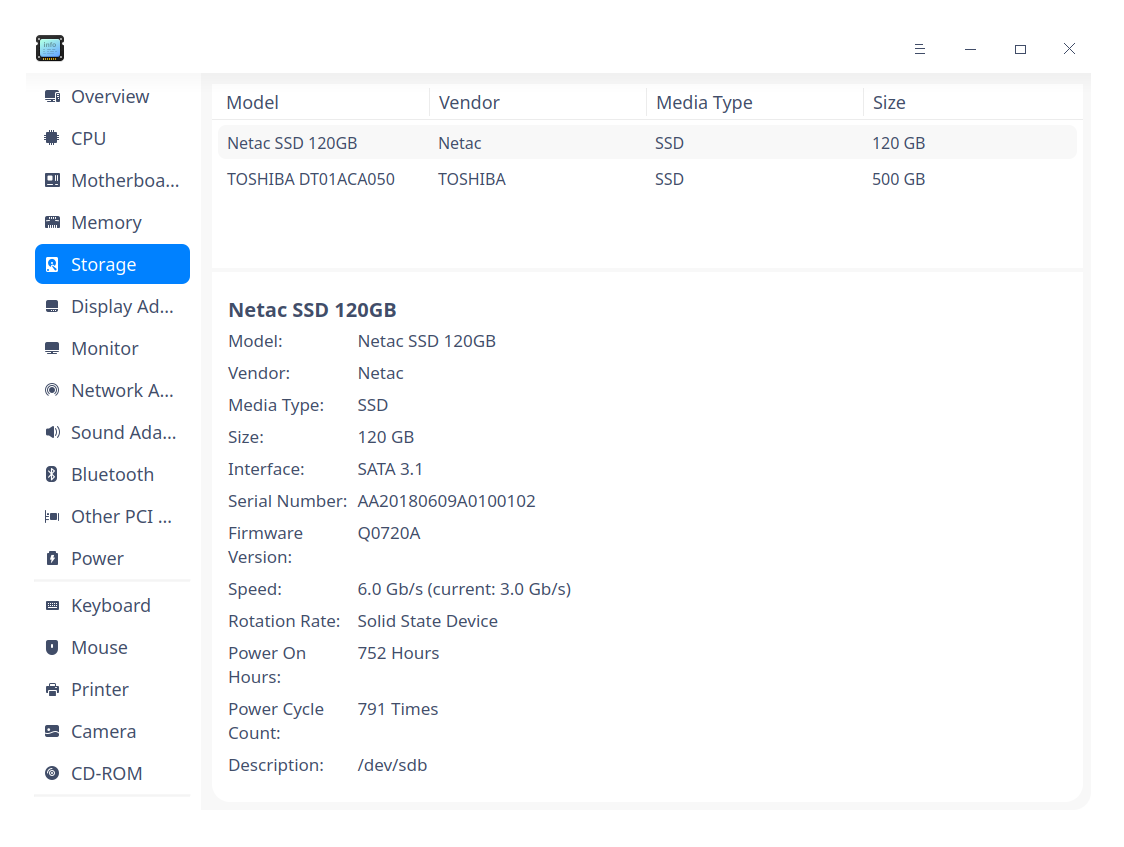 info
Overview
CPU
Motherboa...
Memory
Storage
Display Ad...
Monitor
Network A...
Sound Ada...
Bluetooth
Other PCI ...
Power
Keyboard
Mouse
Printer
Camera
CD-ROM
Model Vendor Media Type Size
Netac SSD 120GB Netac SSD 120 GB
TOSHIBA DT01ACA050 TOSHIBA SSD 500 GB
Netac SSD 120GB
Model: Netac SSD 120GB
Vendor: Netac
Media Type: SSD
Size: 120 GB
Interface: SATA 3.1
Serial Number: AA20180609A0100102
Firmware Q0720A
Version:
Speed: 6.0 Gb/s (current: 3.0 Gb/s)
Rotation Rate: Solid State Device
Power On 752 Hours
Hours:
Power Cycle 791 Times
Count:
Description: /dev/sdb